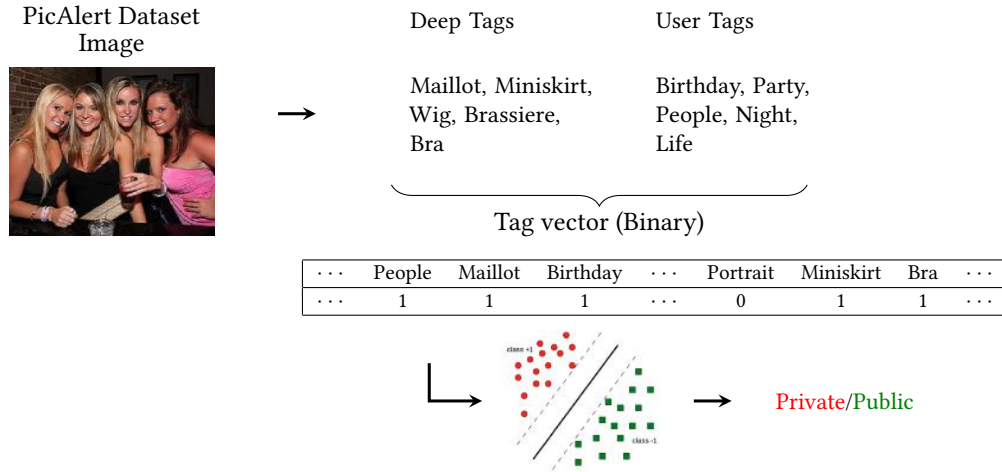 PicAlert Dataset
Image
Deep Tags
User Tags
Maillot, Miniskirt,
Wig, Brassiere,
Bra
Birthday, Party,
People, Night,
Life
Tag vector (Binary)
· · · People Maillot Birthday · · · Portrait Miniskirt Bra · · ·
· · · 1 1 1 · · · 0 1 1 · · ·
class +1
class -1
Private/Public